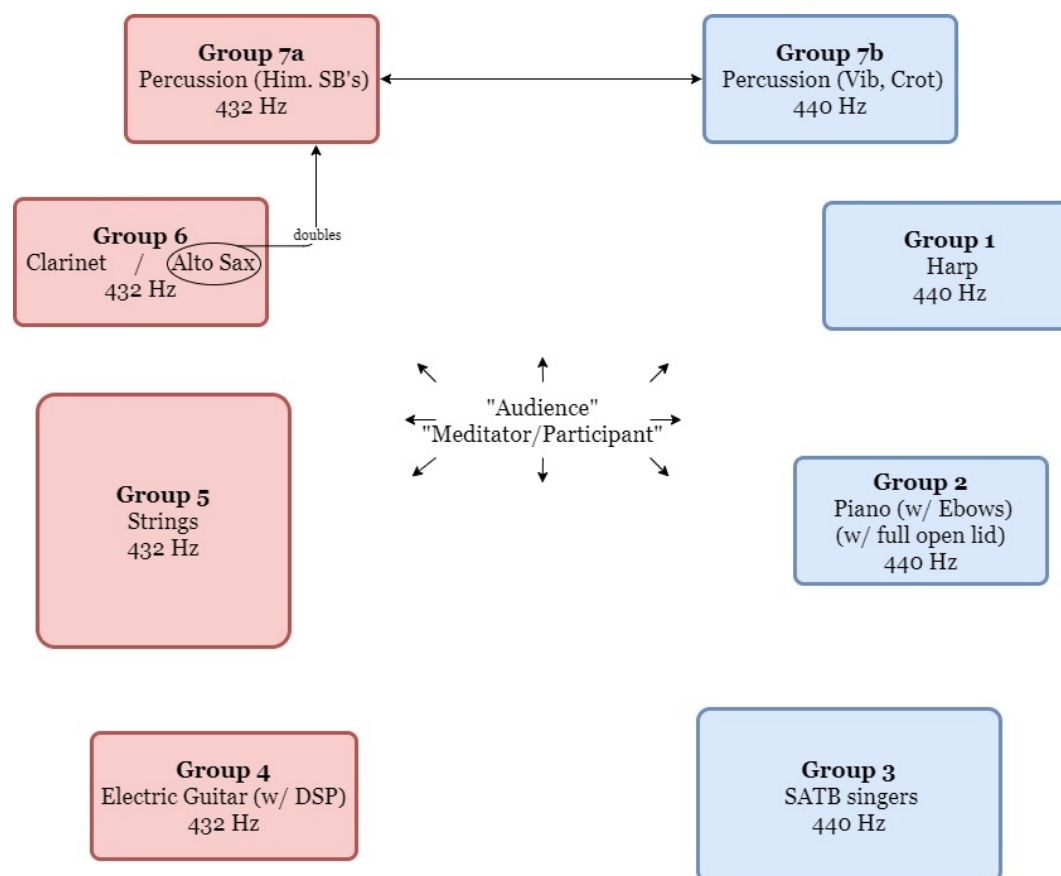 Group 7a
Percussion (Him. SB's)
432 Hz
Group 7b
Percussion (Vib, Crot)
440 Hz
Group 6
Clarinet / Alto Sax
432 Hz
doubles
Group 1
Harp
440 Hz
"Audience"
"Meditator/Participant"
Group 5
Strings
432 Hz
Group 2
Piano (w/ Ebows)
(w/ full open lid)
440 Hz
Group 4
Electric Guitar (w/ DSP)
432 Hz
Group 3
SATB singers
440 Hz